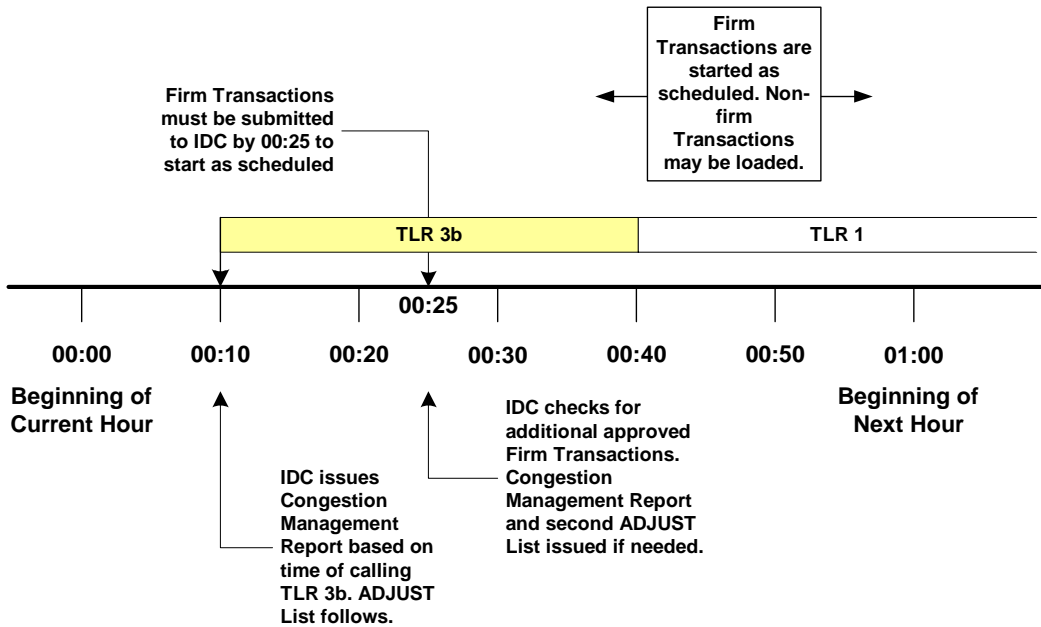 Firm
Transactions are
started as
scheduled. Non-
firm
Transactions
may be loaded.
Firm Transactions
must be submitted
to IDC by 00:25 to
start as scheduled
TLR 3b
TLR 1
00:25
00:00
00:10
00:20
00:30
00:40
00:50
01:00
Beginning of
Current Hour
Beginning of
Next Hour
IDC issues
Congestion
Management
Report based on
time of calling
TLR 3b. ADJUST
List follows.
IDC checks for
additional approved
Firm Transactions.
Congestion
Management Report
and second ADJUST
List issued if needed.